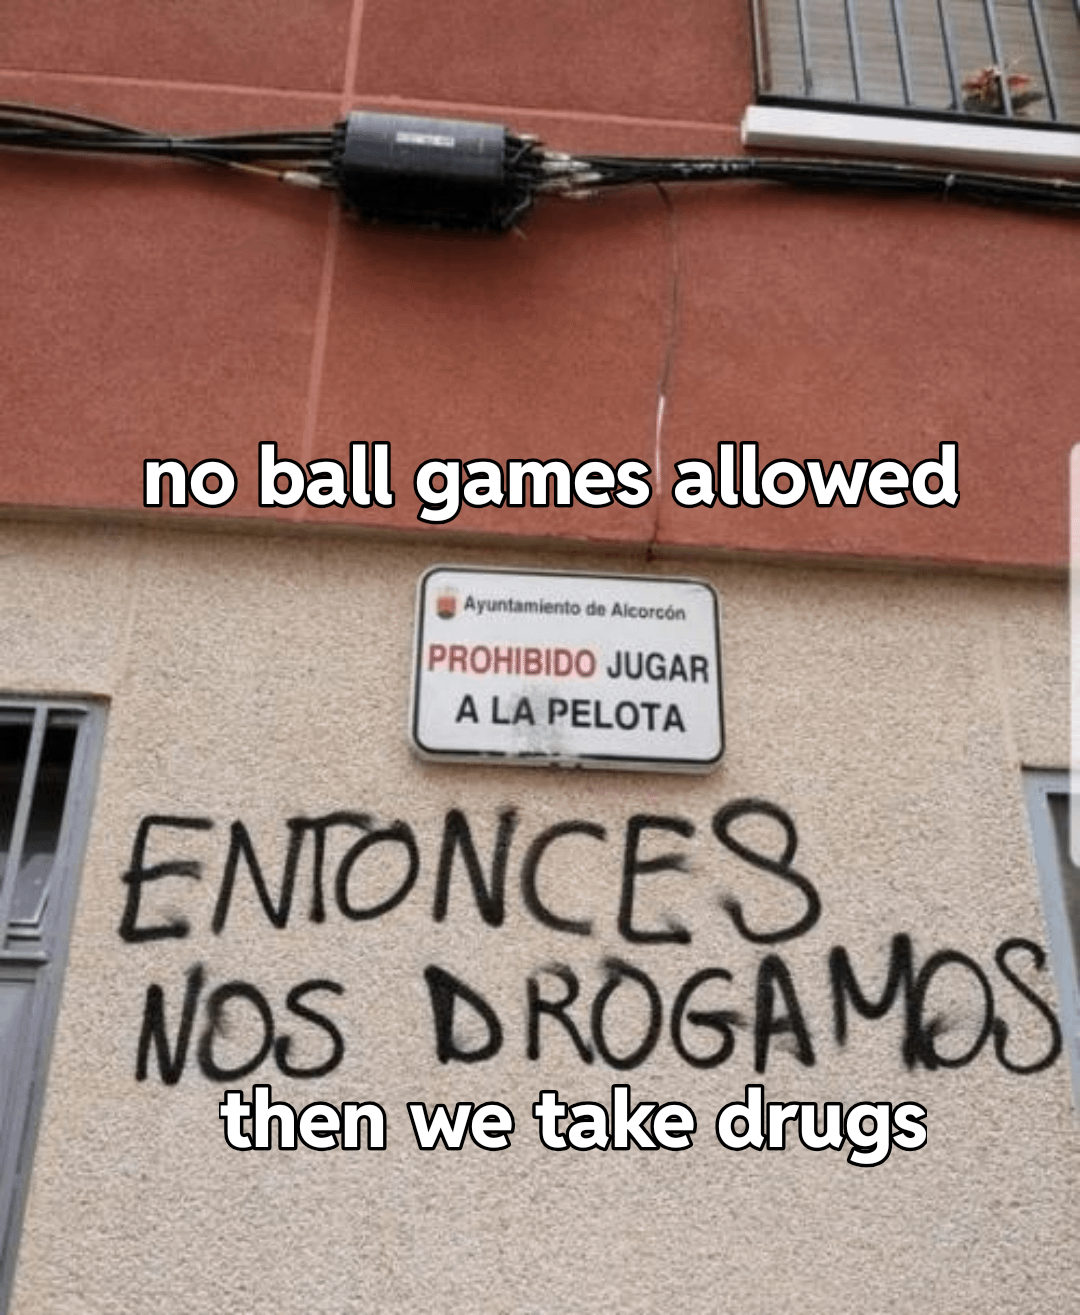 no ball games allowed
Ayuntamiento de Alcorcón
PROHIBIDO JUGAR
A LA PELOTA
ENTONCES
NOS DROGAMOS
then we take drugs